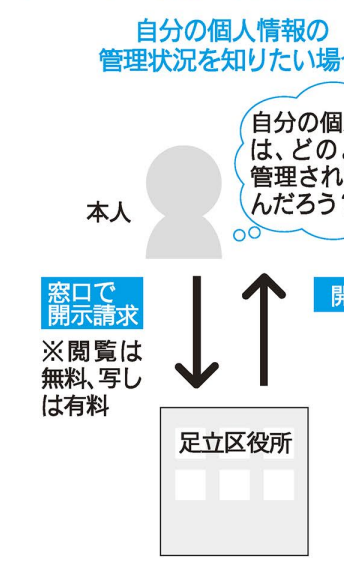 自分の個人情報の
管理状況を知りたい場
自分の個
は、どの
管理され
んだろう
本人
窓口で
開示請求
開
※閲覧は
無料、写し
は有料
足立区役所